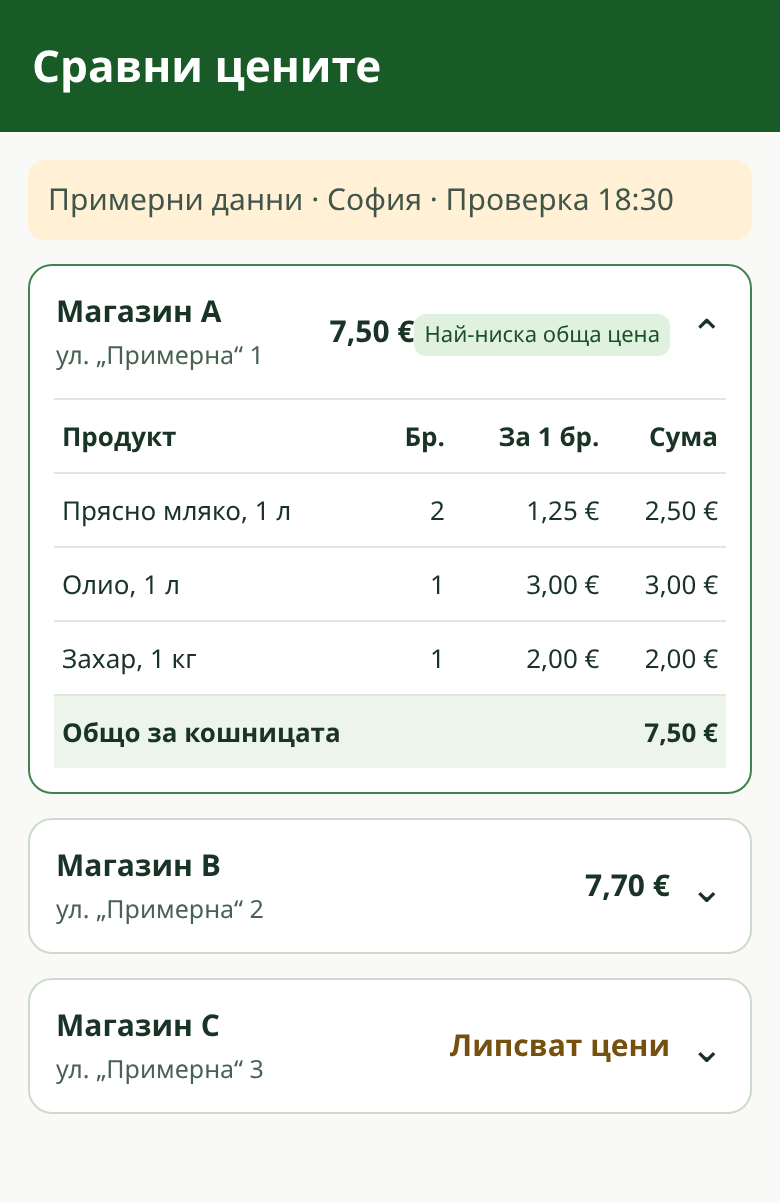 Сравни цените
Примерни данни · София · Проверка 18:30
Магазин A
ул. „Примерна“ 1
7,50 € Най-ниска обща цена
Продукт Бр. За 1 бр. Сума
Прясно мляко, 1 л 2 1,25 € 2,50 €
Олио, 1 л 1 3,00 € 3,00 €
Захар, 1 кг 1 2,00 € 2,00 €
Общо за кошницата 7,50 €
Магазин B
ул. „Примерна“ 2
7,70 €
Магазин C
ул. „Примерна“ 3
Липсват цени